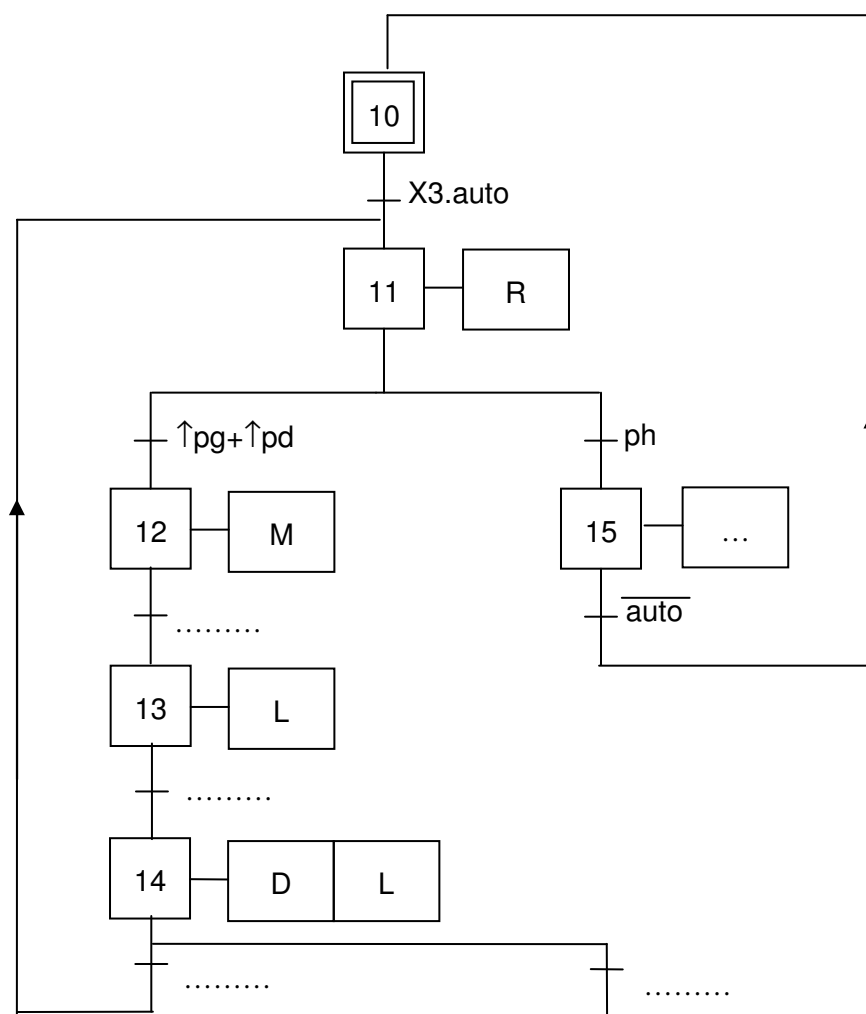 10
X3.auto
11 R
↑pg+↑pd ph
12 M 15 …
......... auto
13 L
.........
14 D L
......... .........